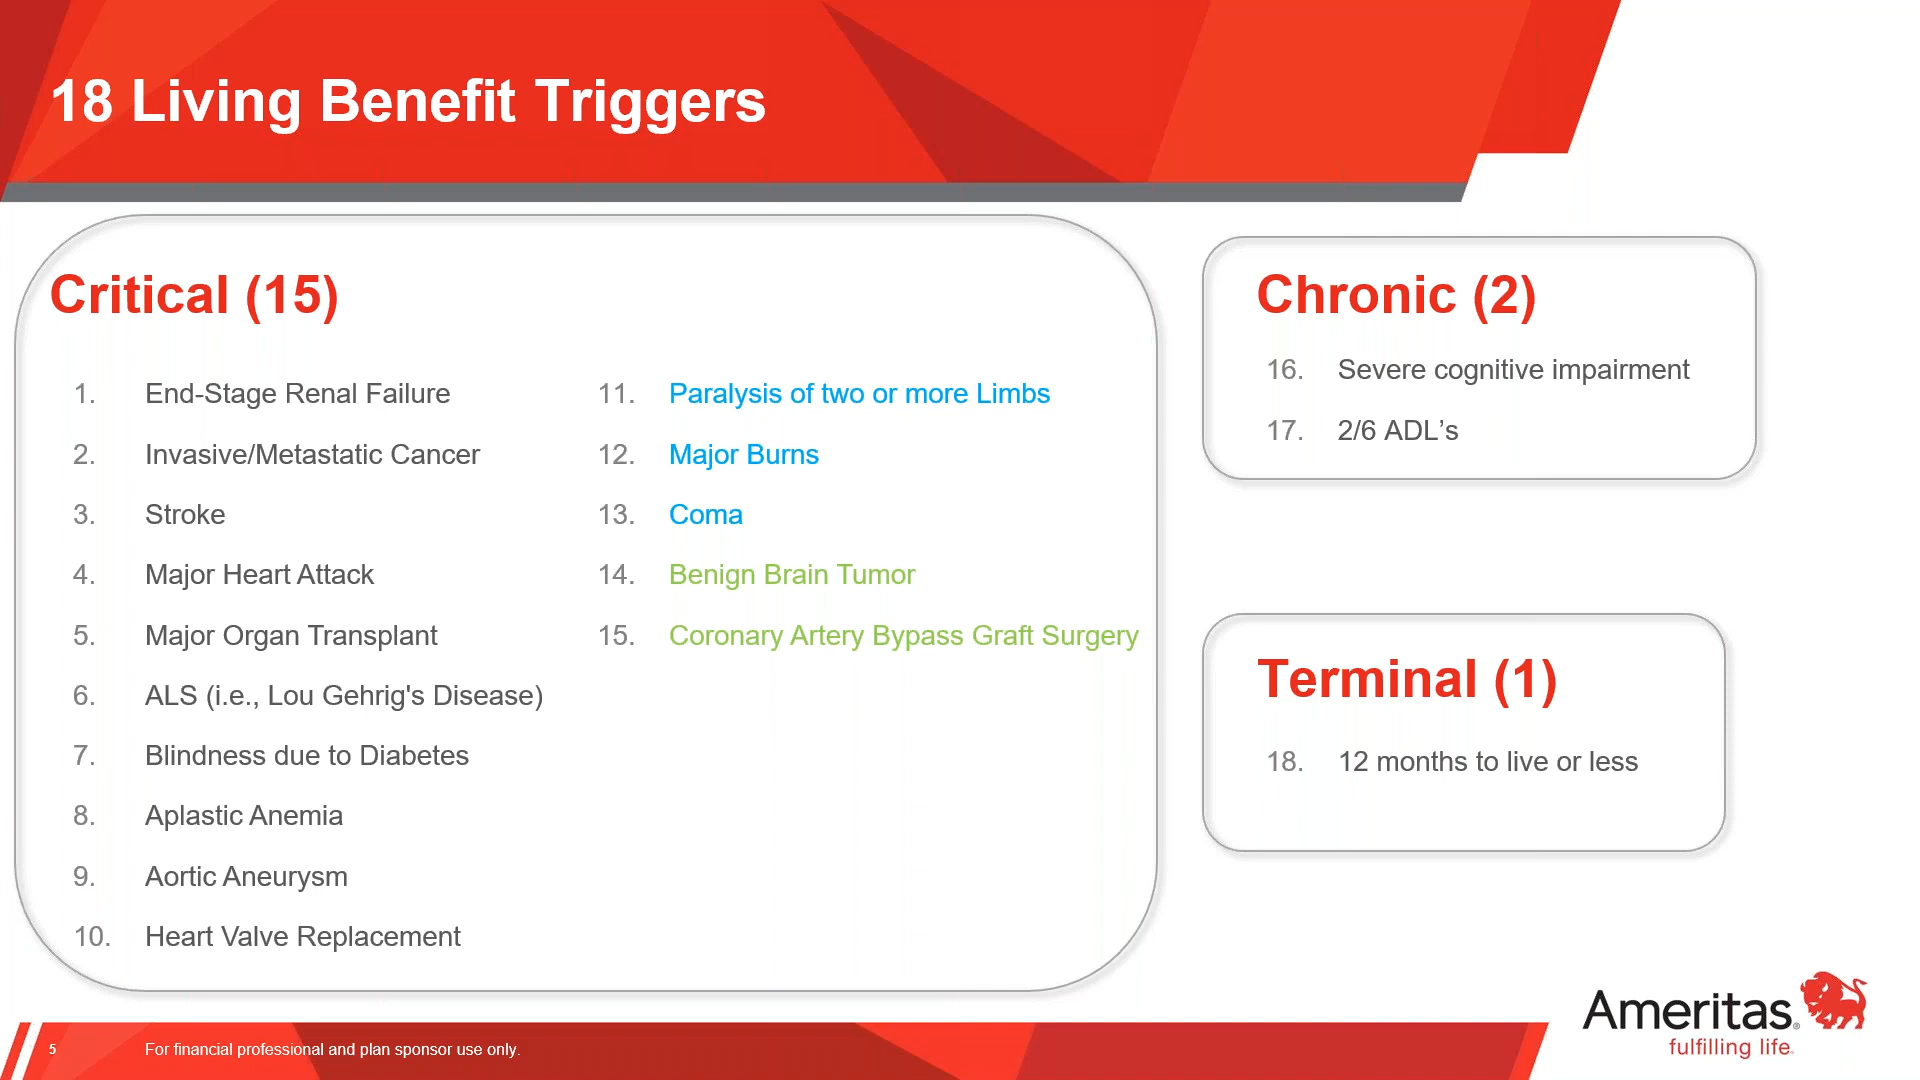 18 Living Benefit Triggers
Critical (15)
1. End-Stage Renal Failure
2. Invasive/Metastatic Cancer
3. Stroke
4. Major Heart Attack
5. Major Organ Transplant
6. ALS (i.e., Lou Gehrig's Disease)
7. Blindness due to Diabetes
8. Aplastic Anemia
9. Aortic Aneurysm
10. Heart Valve Replacement
11. Paralysis of two or more Limbs
12. Major Burns
13. Coma
14. Benign Brain Tumor
15. Coronary Artery Bypass Graft Surgery
Chronic (2)
16. Severe cognitive impairment
17. 2/6 ADL’s
Terminal (1)
18. 12 months to live or less
Ameritas®
fulfilling life.
5 For financial professional and plan sponsor use only.